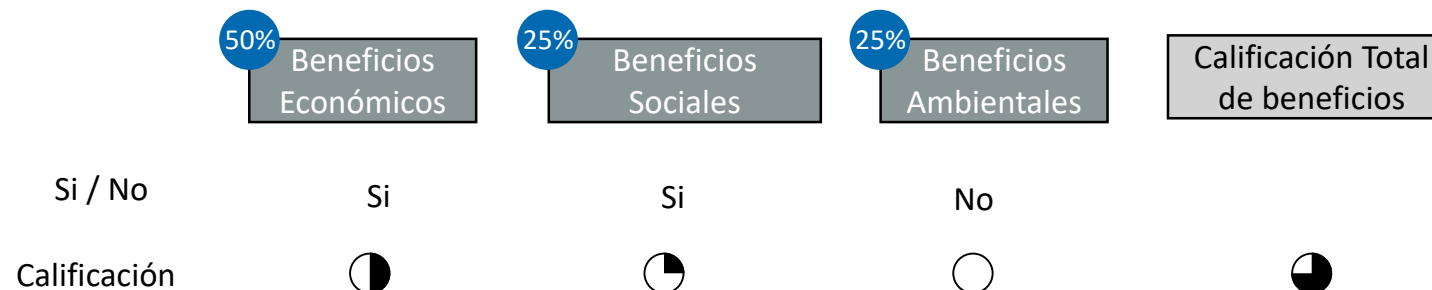 50%
Beneficios
Económicos
25%
Beneficios
Sociales
25%
Beneficios
Ambientales
Calificación Total
de beneficios
Si / No
Si
Si
No
Calificación